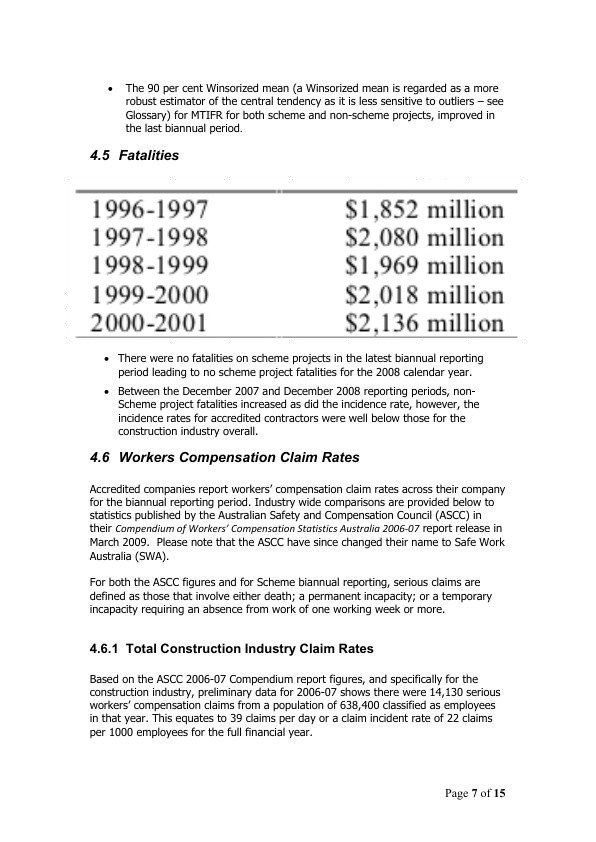 • The 90 per cent Winsorized mean (a Winsorized mean is regarded as a more
robust estimator of the central tendency as it is less sensitive to outliers – see
Glossary) for MTIFR for both scheme and non-scheme projects, improved in
the last biannual period.
4.5 Fatalities
1996-1997 $1,852 million
1997-1998 $2,080 million
1998-1999 $1,969 million
1999-2000 $2,018 million
2000-2001 $2,136 million
• There were no fatalities on scheme projects in the latest biannual reporting
period leading to no scheme project fatalities for the 2008 calendar year.
• Between the December 2007 and December 2008 reporting periods, non-
Scheme project fatalities increased as did the incidence rate, however, the
incidence rates for accredited contractors were well below those for the
construction industry overall.
4.6 Workers Compensation Claim Rates
Accredited companies report workers' compensation claim rates across their company
for the biannual reporting period. Industry wide comparisons are provided below to
statistics published by the Australian Safety and Compensation Council (ASCC) in
their Compendium of Workers' Compensation Statistics Australia 2006-07 report release in
March 2009. Please note that the ASCC have since changed their name to Safe Work
Australia (SWA).
For both the ASCC figures and for Scheme biannual reporting, serious claims are
defined as those that involve either death; a permanent incapacity; or a temporary
incapacity requiring an absence from work of one working week or more.
4.6.1 Total Construction Industry Claim Rates
Based on the ASCC 2006-07 Compendium report figures, and specifically for the
construction industry, preliminary data for 2006-07 shows there were 14,130 serious
workers' compensation claims from a population of 638,400 classified as employees
in that year. This equates to 39 claims per day or a claim incident rate of 22 claims
per 1000 employees for the full financial year.
Page 7 of 15